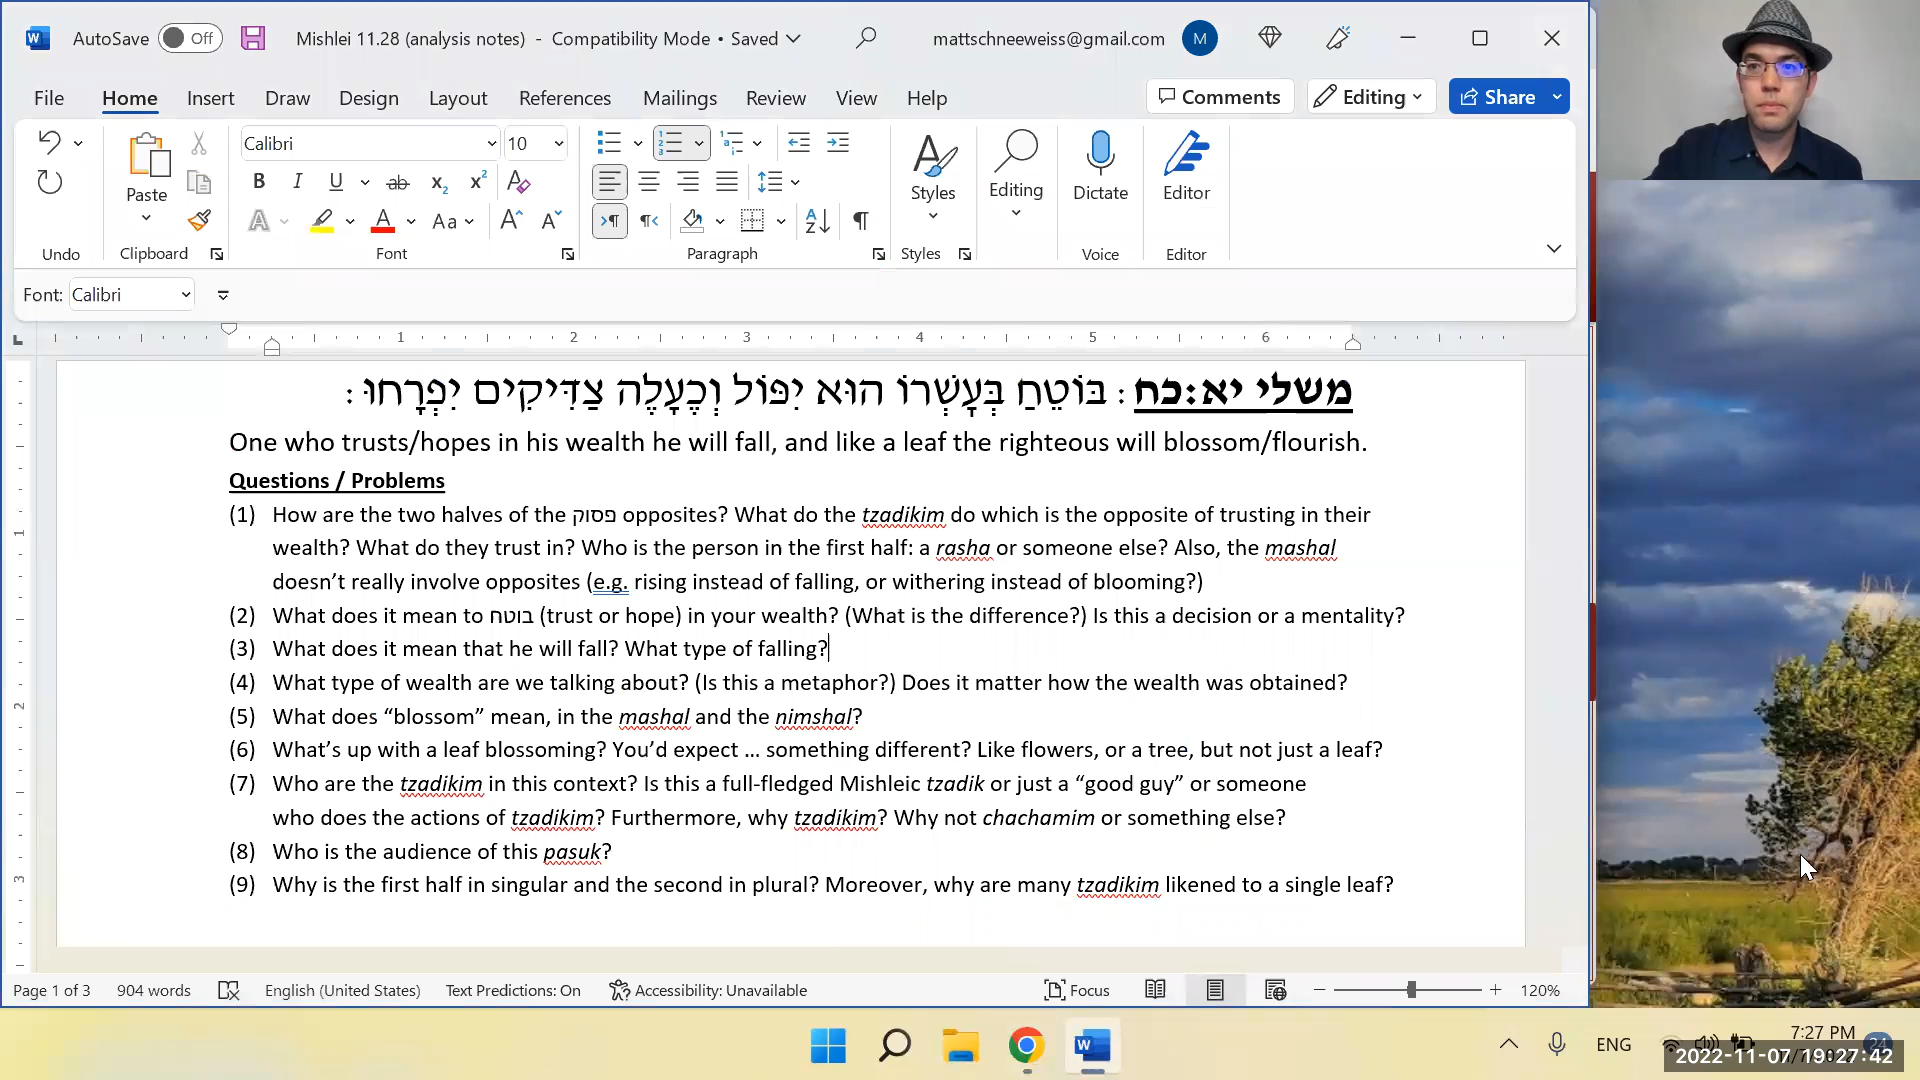 AutoSave Off Mishlei 11.28 (analysis notes) - Compatibility Mode • Saved mattschneeweiss@gmail.com M
File Home Insert Draw Design Layout References Mailings Review View Help Comments Editing Share
Calibri 10
Paste Styles Editing Dictate Editor
Undo Clipboard Font Paragraph Styles Voice Editor
Font: Calibri
1 2 3 4 5 6
משלי יא:כח: בּוֹטֵחַ בְּעָשְׁרוֹ הוּא יִפּוֹל וְכֶעָלֶה צַדִּיקִים יִפְרָחוּ:
One who trusts/hopes in his wealth he will fall, and like a leaf the righteous will blossom/flourish.
Questions / Problems
(1) How are the two halves of the פסוק opposites? What do the tzadikim do which is the opposite of trusting in their
wealth? What do they trust in? Who is the person in the first half: a rasha or someone else? Also, the mashal
doesn’t really involve opposites (e.g. rising instead of falling, or withering instead of blooming?)
(2) What does it mean to בוטח (trust or hope) in your wealth? (What is the difference?) Is this a decision or a mentality?
(3) What does it mean that he will fall? What type of falling?
(4) What type of wealth are we talking about? (Is this a metaphor?) Does it matter how the wealth was obtained?
(5) What does “blossom” mean, in the mashal and the nimshal?
(6) What’s up with a leaf blossoming? You’d expect … something different? Like flowers, or a tree, but not just a leaf?
(7) Who are the tzadikim in this context? Is this a full-fledged Mishleic tzadik or just a “good guy” or someone
who does the actions of tzadikim? Furthermore, why tzadikim? Why not chachamim or something else?
(8) Who is the audience of this pasuk?
(9) Why is the first half in singular and the second in plural? Moreover, why are many tzadikim likened to a single leaf?
Page 1 of 3 904 words English (United States) Text Predictions: On Accessibility: Unavailable Focus 120%
ENG 7:27 PM 24
2022-11-07 19:27:42